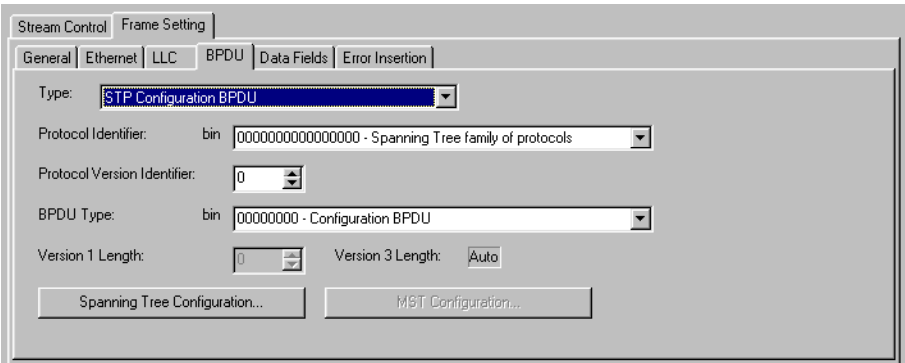 Stream Control Frame Setting
General Ethernet LLC BPDU Data Fields Error Insertion
Type: STP Configuration BPDU
Protocol Identifier: bin 0000000000000000 - Spanning Tree family of protocols
Protocol Version Identifier: 0
BPDU Type: bin 00000000 - Configuration BPDU
Version 1 Length: 0 Version 3 Length: Auto
Spanning Tree Configuration... MST Configuration...